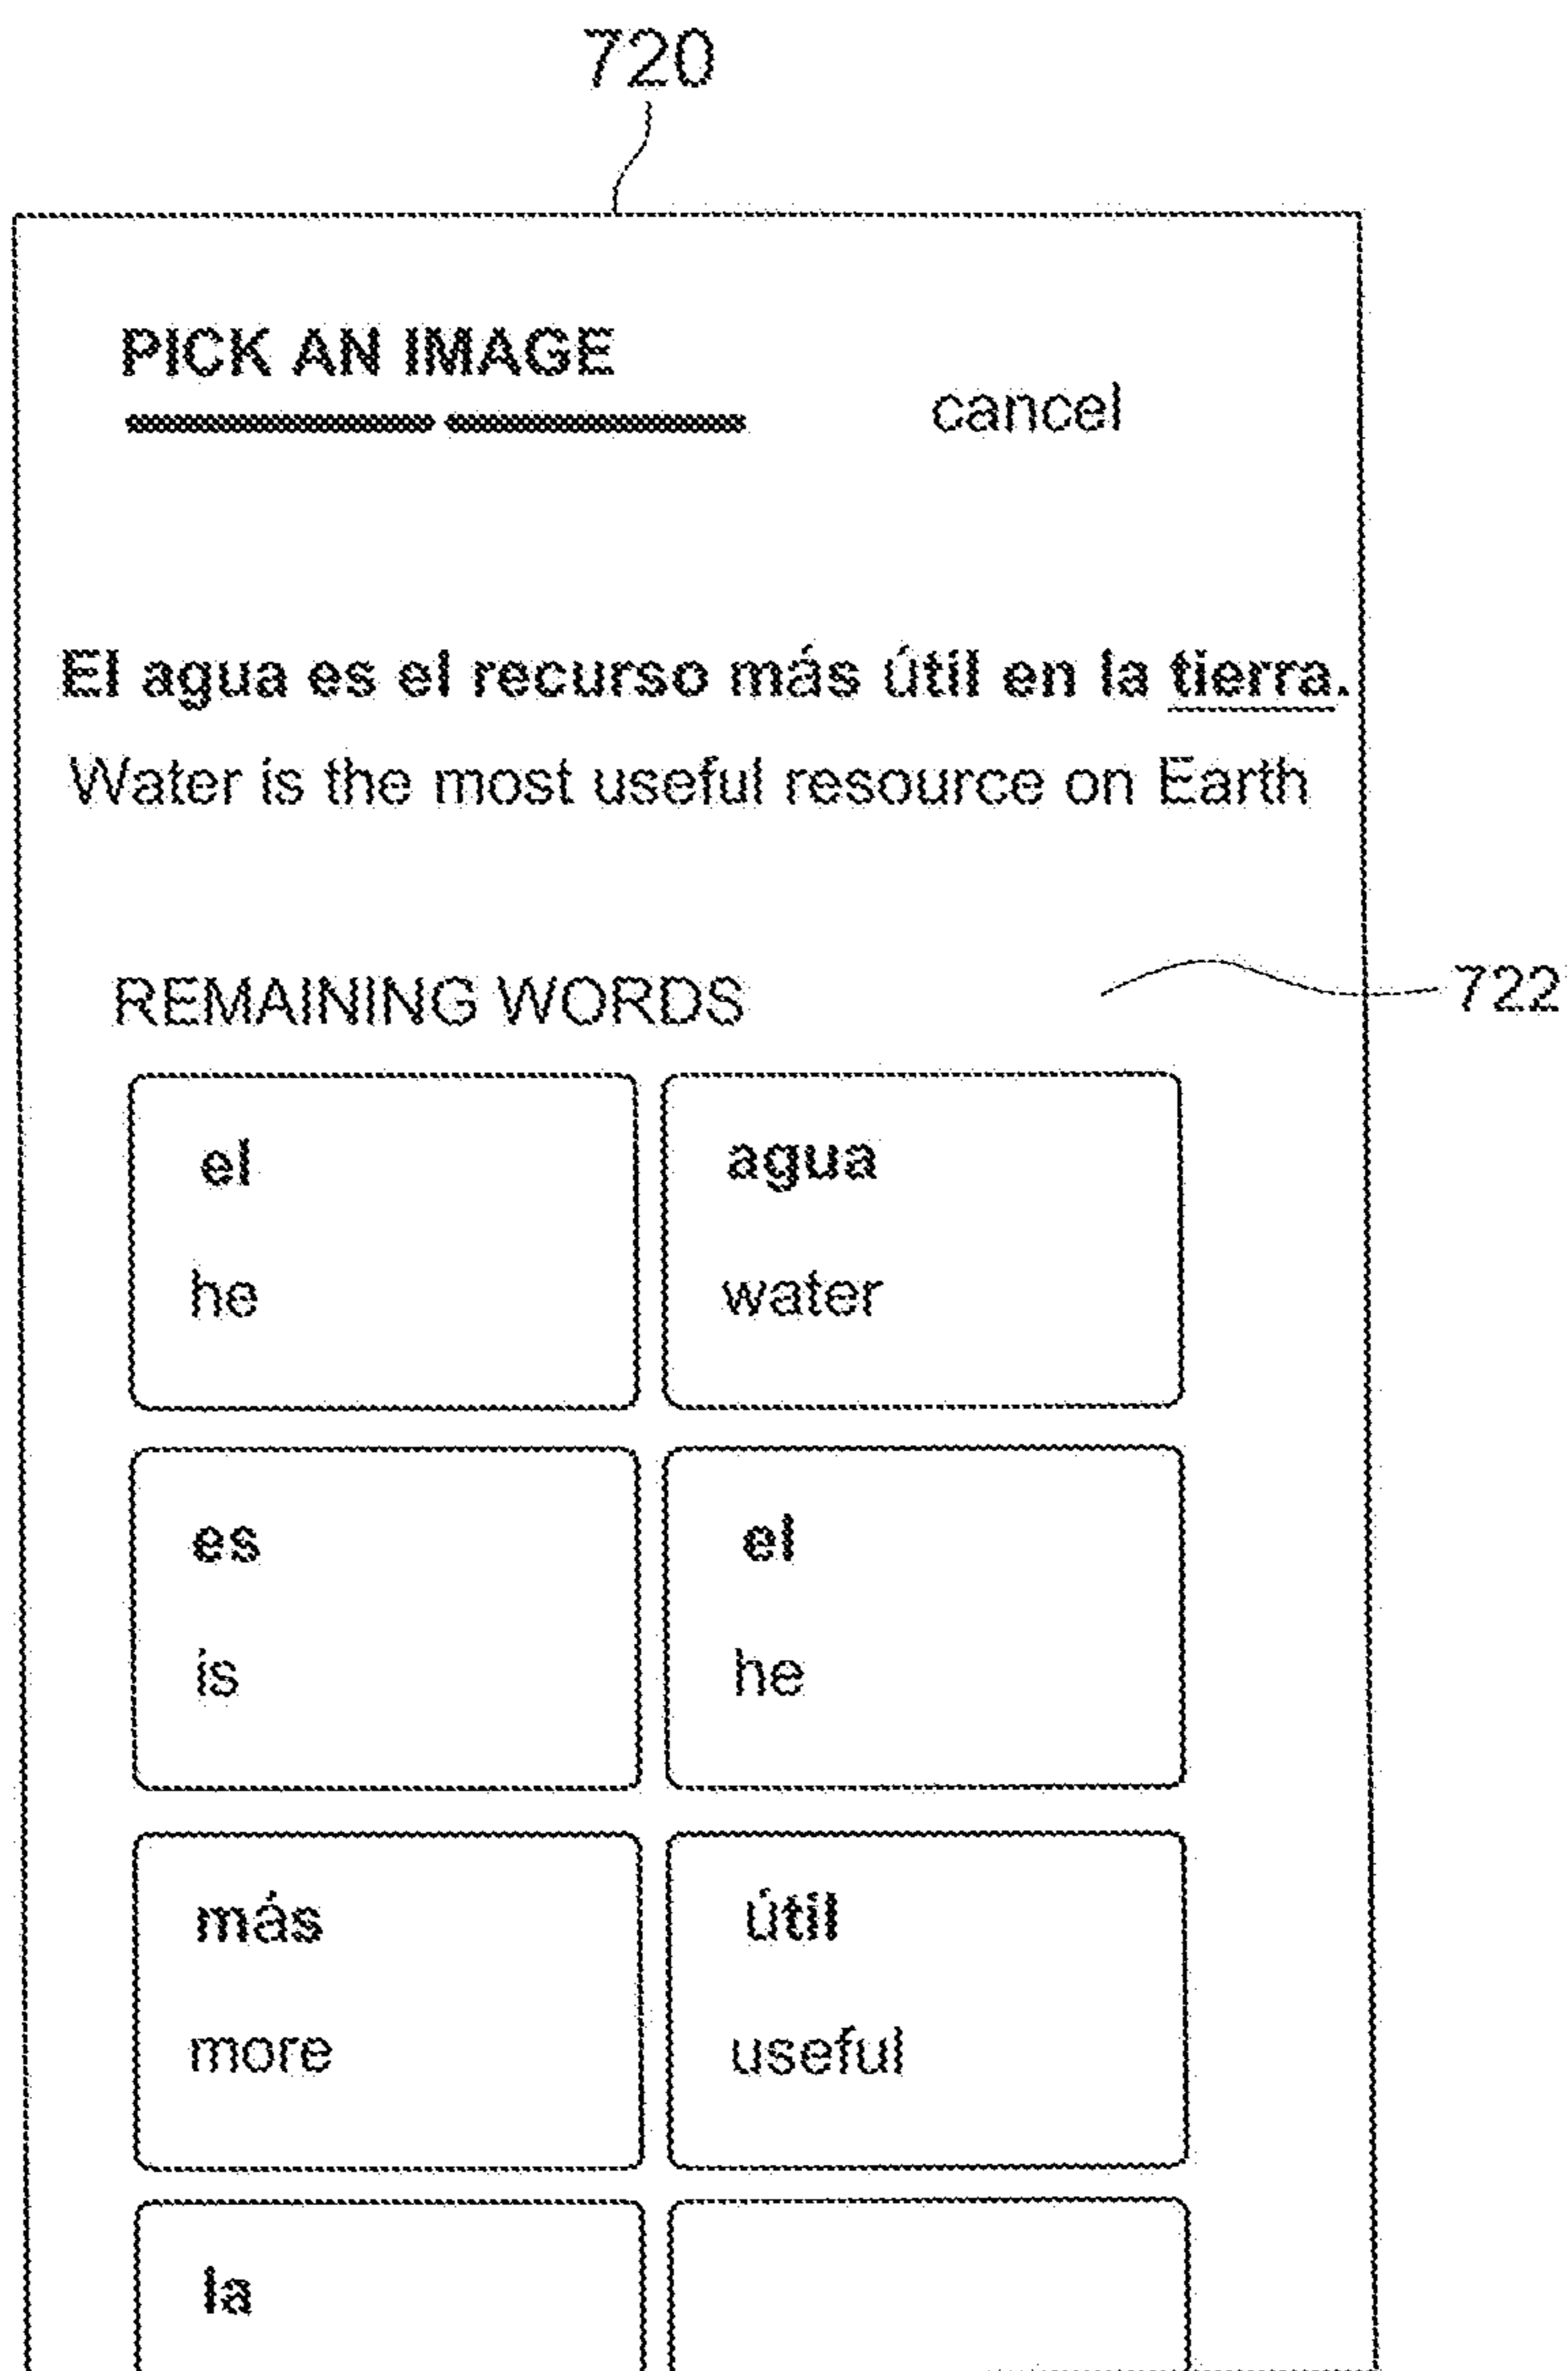 720
PICK AN IMAGE
cancel
El agua es el recurso más útil en la tierra.
Water is the most useful resource on Earth
REMAINING WORDS
722
el
he
agua
water
es
is
el
he
más
more
útil
useful
la